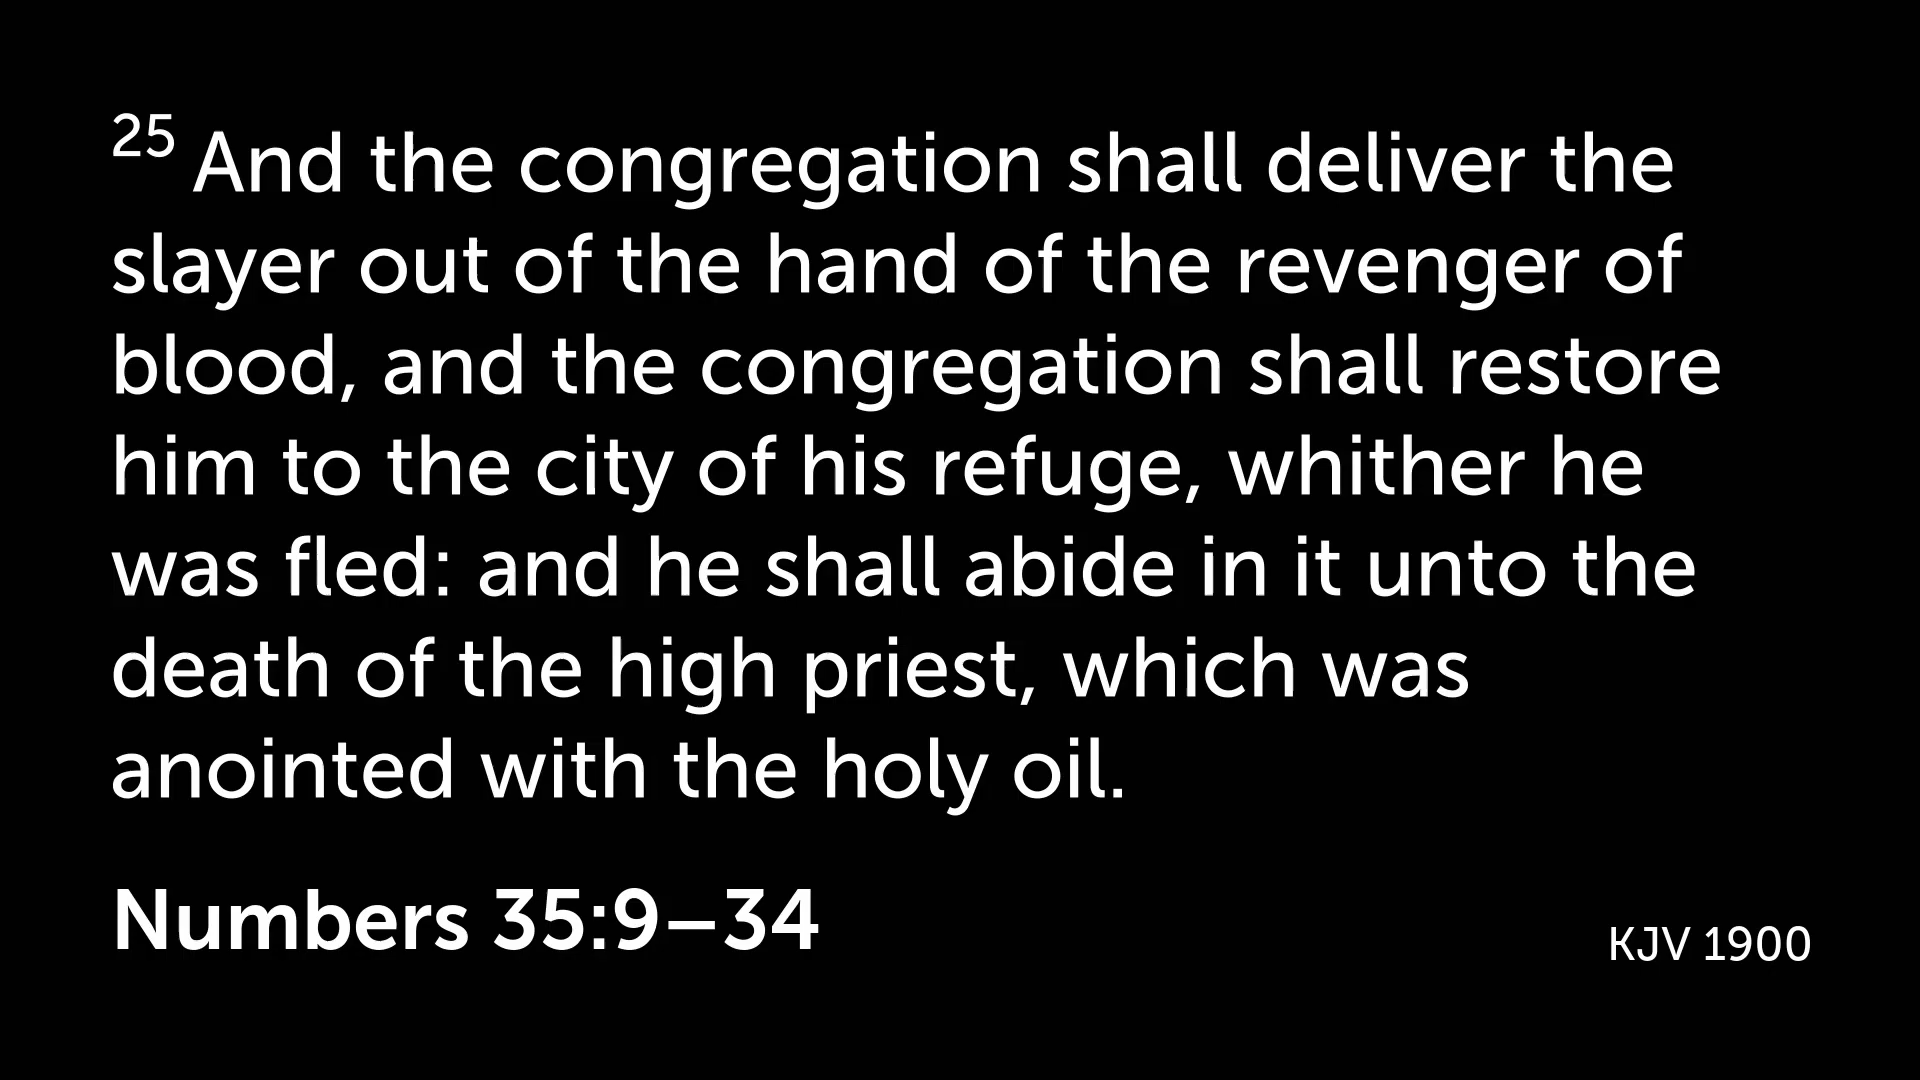 25 And the congregation shall deliver the
slayer out of the hand of the revenger of
blood, and the congregation shall restore
him to the city of his refuge, whither he
was fled: and he shall abide in it unto the
death of the high priest, which was
anointed with the holy oil.
Numbers 35:9–34
KJV 1900